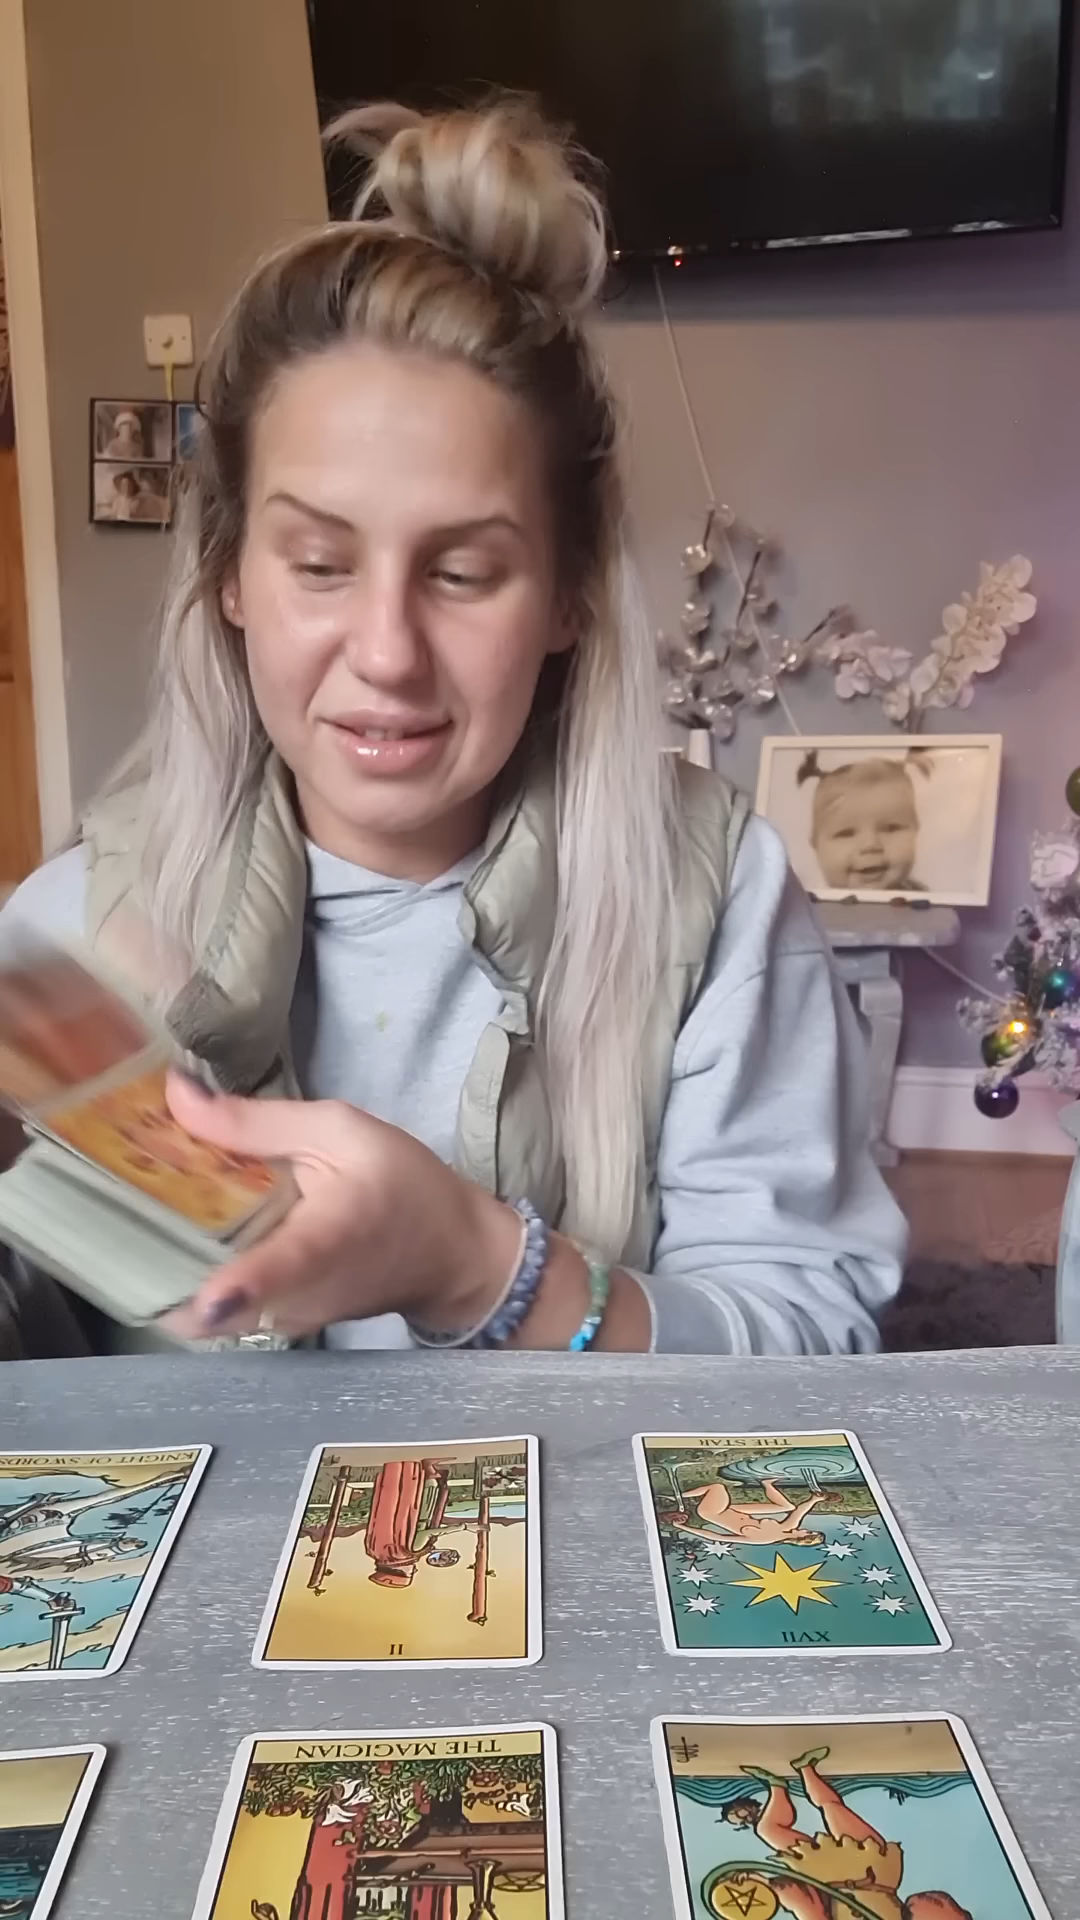 KNIGHT OF SWORDS
II
THE STAR
XVII
THE MAGICIAN